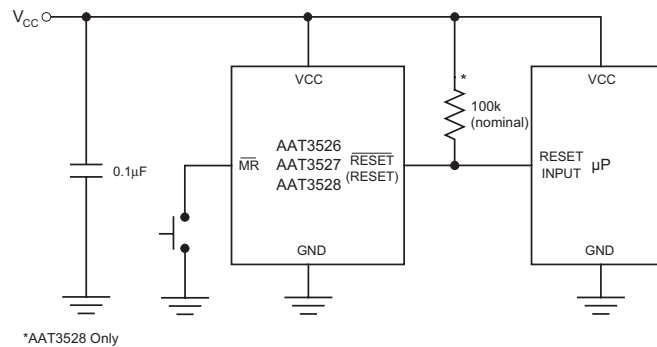 VCC
VCC
*
VCC
100k
(nominal)
AAT3526
AAT3527
AAT3528
MR
RESET
(RESET)
RESET
INPUT
µP
0.1µF
GND
GND
*AAT3528 Only